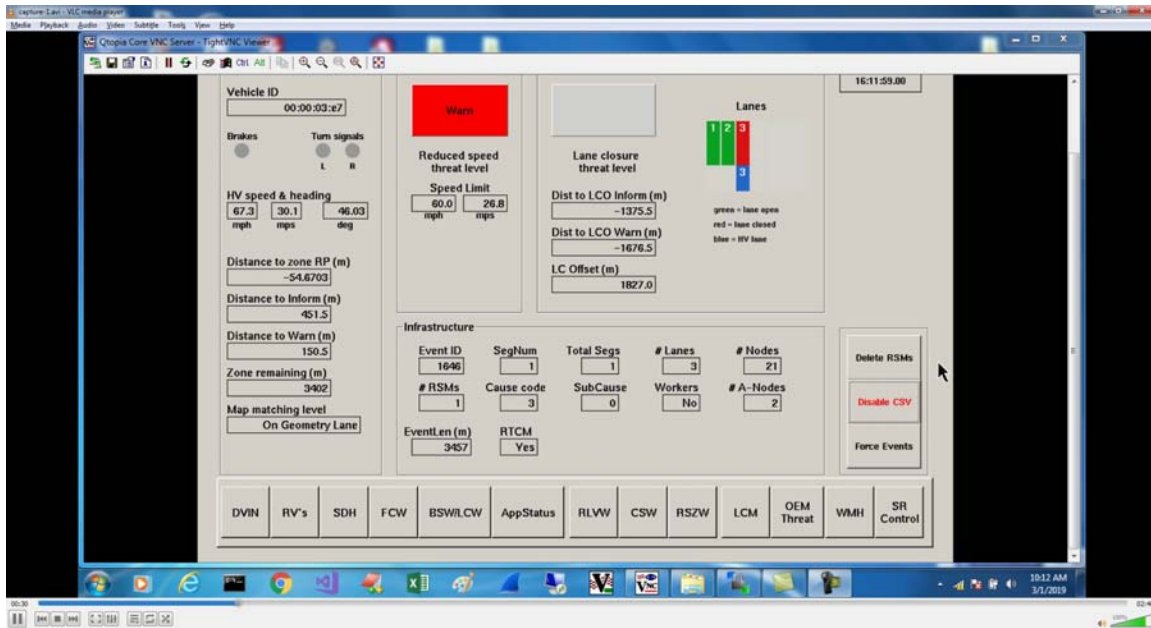 capture-1.avi - VLC media player
Media Playback Audio Video Subtitle Tools View Help
Qtopia Core VNC Server - TightVNC Viewer
Ctrl Alt
16:11:59.00
Vehicle ID
00:00:03:e7
Brakes Turn signals
L R
HV speed & heading
67.3 30.1 46.03
mph mps deg
Distance to zone RP (m)
-54.6703
Distance to Inform (m)
451.5
Distance to Warn (m)
150.5
Zone remaining (m)
3402
Map matching level
On Geometry Lane
Warn
Reduced speed
threat level
Speed Limit
60.0 26.8
mph mps
Lane closure
threat level
Dist to LCO Inform (m)
-1375.5
Dist to LCO Warn (m)
-1676.5
LC Offset (m)
1827.0
Lanes
1 2 3
3
green = lane open
red = lane closed
blue = HV lane
Infrastructure
Event ID SegNum Total Segs # Lanes # Nodes
1646 1 1 3 21
# RSMs Cause code SubCause Workers # A-Nodes
1 3 0 No 2
EventLen (m) RTCM
3457 Yes
Delete RSMs
Disable CSV
Force Events
DVIN RV's SDH FCW BSW/LCW AppStatus RLVW CSW RSZW LCM OEM Threat WMH SR Control
10:12 AM
3/1/2019
00:30
100%